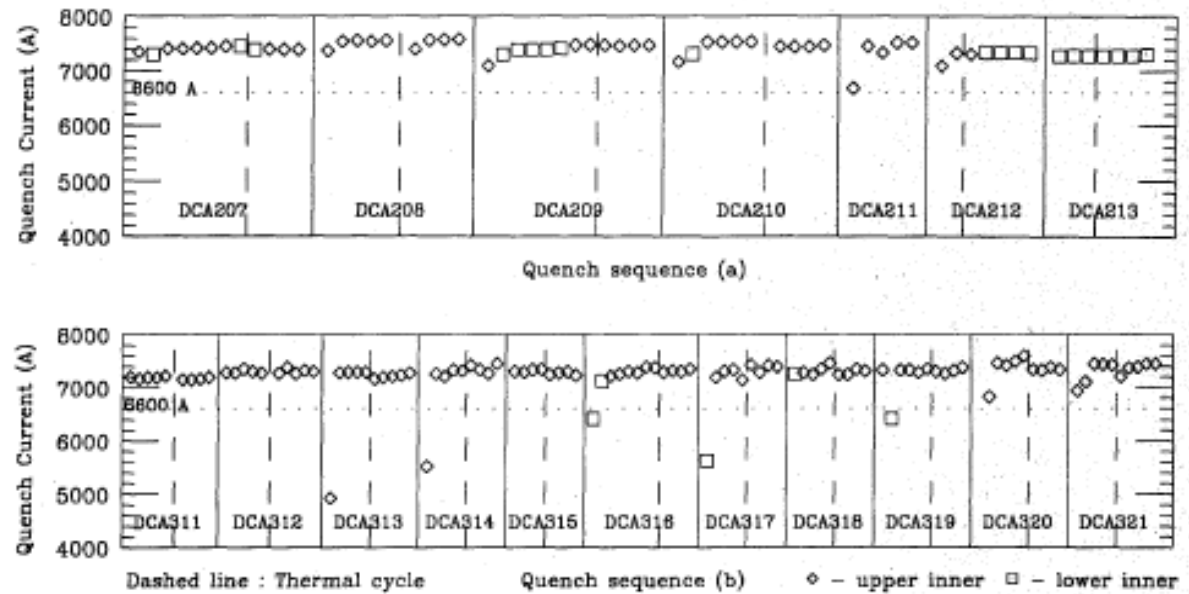 8000
7000
6600 A
6000
5000
4000
Quench Current (A)
DCA207 DCA208 DCA209 DCA210 DCA211 DCA212 DCA213
Quench sequence (a)
8000
7000
6600 A
6000
5000
4000
Quench Current (A)
DCA311 DCA312 DCA313 DCA314 DCA315 DCA316 DCA317 DCA318 DCA319 DCA320 DCA321
Dashed line : Thermal cycle Quench sequence (b) ◇ – upper inner □ – lower inner